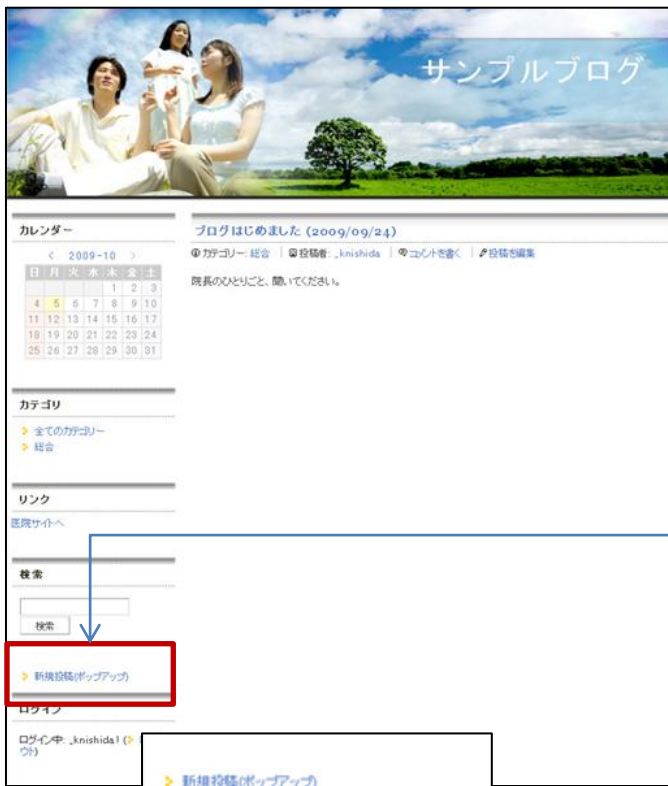 サンプルブログ
カレンダー
< 2009-10 >
日 月 火 水 木 金 土
1 2 3
4 5 6 7 8 9 10
11 12 13 14 15 16 17
18 19 20 21 22 23 24
25 26 27 28 29 30 31
カテゴリ
全てのカテゴリー
総合
リンク
医院サイトへ
検索
検索
新規投稿(ポップアップ)
ログイン
ログイン中: _knishida! (
ウト)
ブログはじめました (2009/09/24)
カテゴリー: 総合 | 投稿者: _knishida | コメントを書く | 投稿を編集
院長のひとりごと、聞いてください。
新規投稿(ポップアップ)